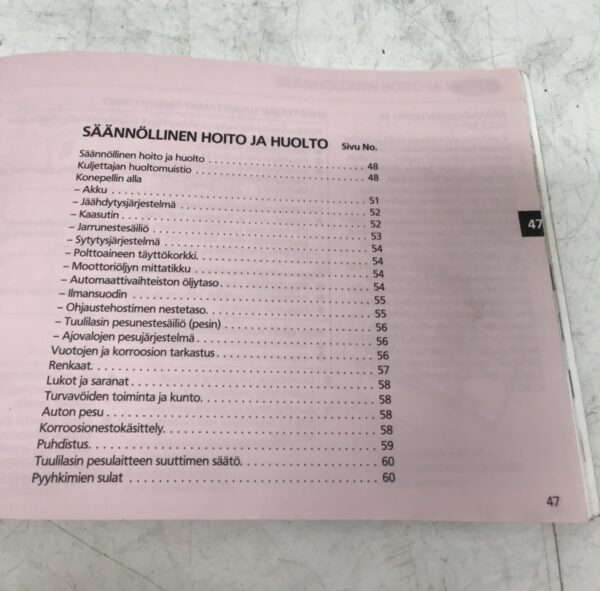 SÄÄNNÖLLINEN HOITO JA HUOLTO Sivu No.
Säännöllinen hoito ja huolto . . . . . . . . . . . . . . . . . . . . . . 48
Kuljettajan huoltomuistio . . . . . . . . . . . . . . . . . . . . . . . . 48
Konepellin alla
– Akku . . . . . . . . . . . . . . . . . . . . . . . . . . . . . . . . . . . . 51
– Jäähdytysjärjestelmä . . . . . . . . . . . . . . . . . . . . . . . . 52
– Kaasutin . . . . . . . . . . . . . . . . . . . . . . . . . . . . . . . . . 52
– Jarrunestesäiliö . . . . . . . . . . . . . . . . . . . . . . . . . . . . 53
– Sytytysjärjestelmä . . . . . . . . . . . . . . . . . . . . . . . . . . 54
– Polttoaineen täyttökorkki. . . . . . . . . . . . . . . . . . . . . 54
– Moottoriöljyn mittatikku . . . . . . . . . . . . . . . . . . . . . 54
– Automaattivaihteiston öljytaso . . . . . . . . . . . . . . . . 54
– Ilmansuodin . . . . . . . . . . . . . . . . . . . . . . . . . . . . . . 55
– Ohjaustehostimen nestetaso. . . . . . . . . . . . . . . . . . 55
– Tuulilasin pesunestesäiliö (pesin) . . . . . . . . . . . . . . 56
– Ajovalojen pesujärjestelmä . . . . . . . . . . . . . . . . . . . 56
Vuotojen ja korroosion tarkastus . . . . . . . . . . . . . . . . 56
Renkaat. . . . . . . . . . . . . . . . . . . . . . . . . . . . . . . . . . . . 57
Lukot ja saranat . . . . . . . . . . . . . . . . . . . . . . . . . . . . . 58
Turvavöiden toiminta ja kunto. . . . . . . . . . . . . . . . . . 58
Auton pesu . . . . . . . . . . . . . . . . . . . . . . . . . . . . . . . . 58
Korroosionestokäsittely. . . . . . . . . . . . . . . . . . . . . . . 58
Puhdistus. . . . . . . . . . . . . . . . . . . . . . . . . . . . . . . . . . 59
Tuulilasin pesulaitteen suuttimen säätö. . . . . . . . . . . 60
Pyyhkimien sulat . . . . . . . . . . . . . . . . . . . . . . . . . . . . 60
47
47